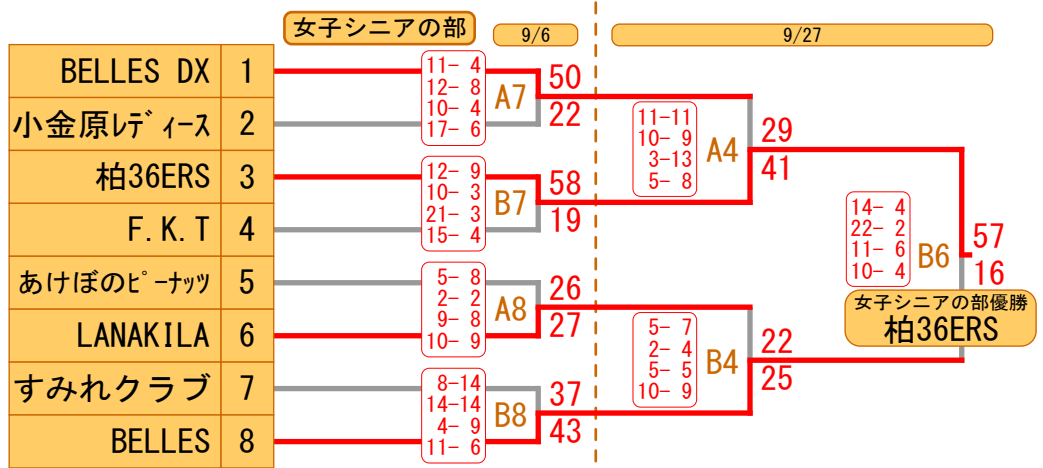 女子シニアの部
9/6
9/27
BELLES DX 1
小金原ﾚﾃﾞｨｰｽ 2
柏36ERS 3
F.K.T 4
あけぼのﾋﾟｰﾅｯﾂ 5
LANAKILA 6
すみれクラブ 7
BELLES 8
11- 4
12- 8
10- 4
17- 6
A7
50
22
12- 9
10- 3
21- 3
15- 4
B7
58
19
5- 8
2- 2
9- 8
10- 9
A8
26
27
8-14
14-14
4- 9
11- 6
B8
37
43
11-11
10- 9
3-13
5- 8
A4
29
41
5- 7
2- 4
5- 5
10- 9
B4
22
25
14- 4
22- 2
11- 6
10- 4
B6
57
16
女子シニアの部優勝
柏36ERS